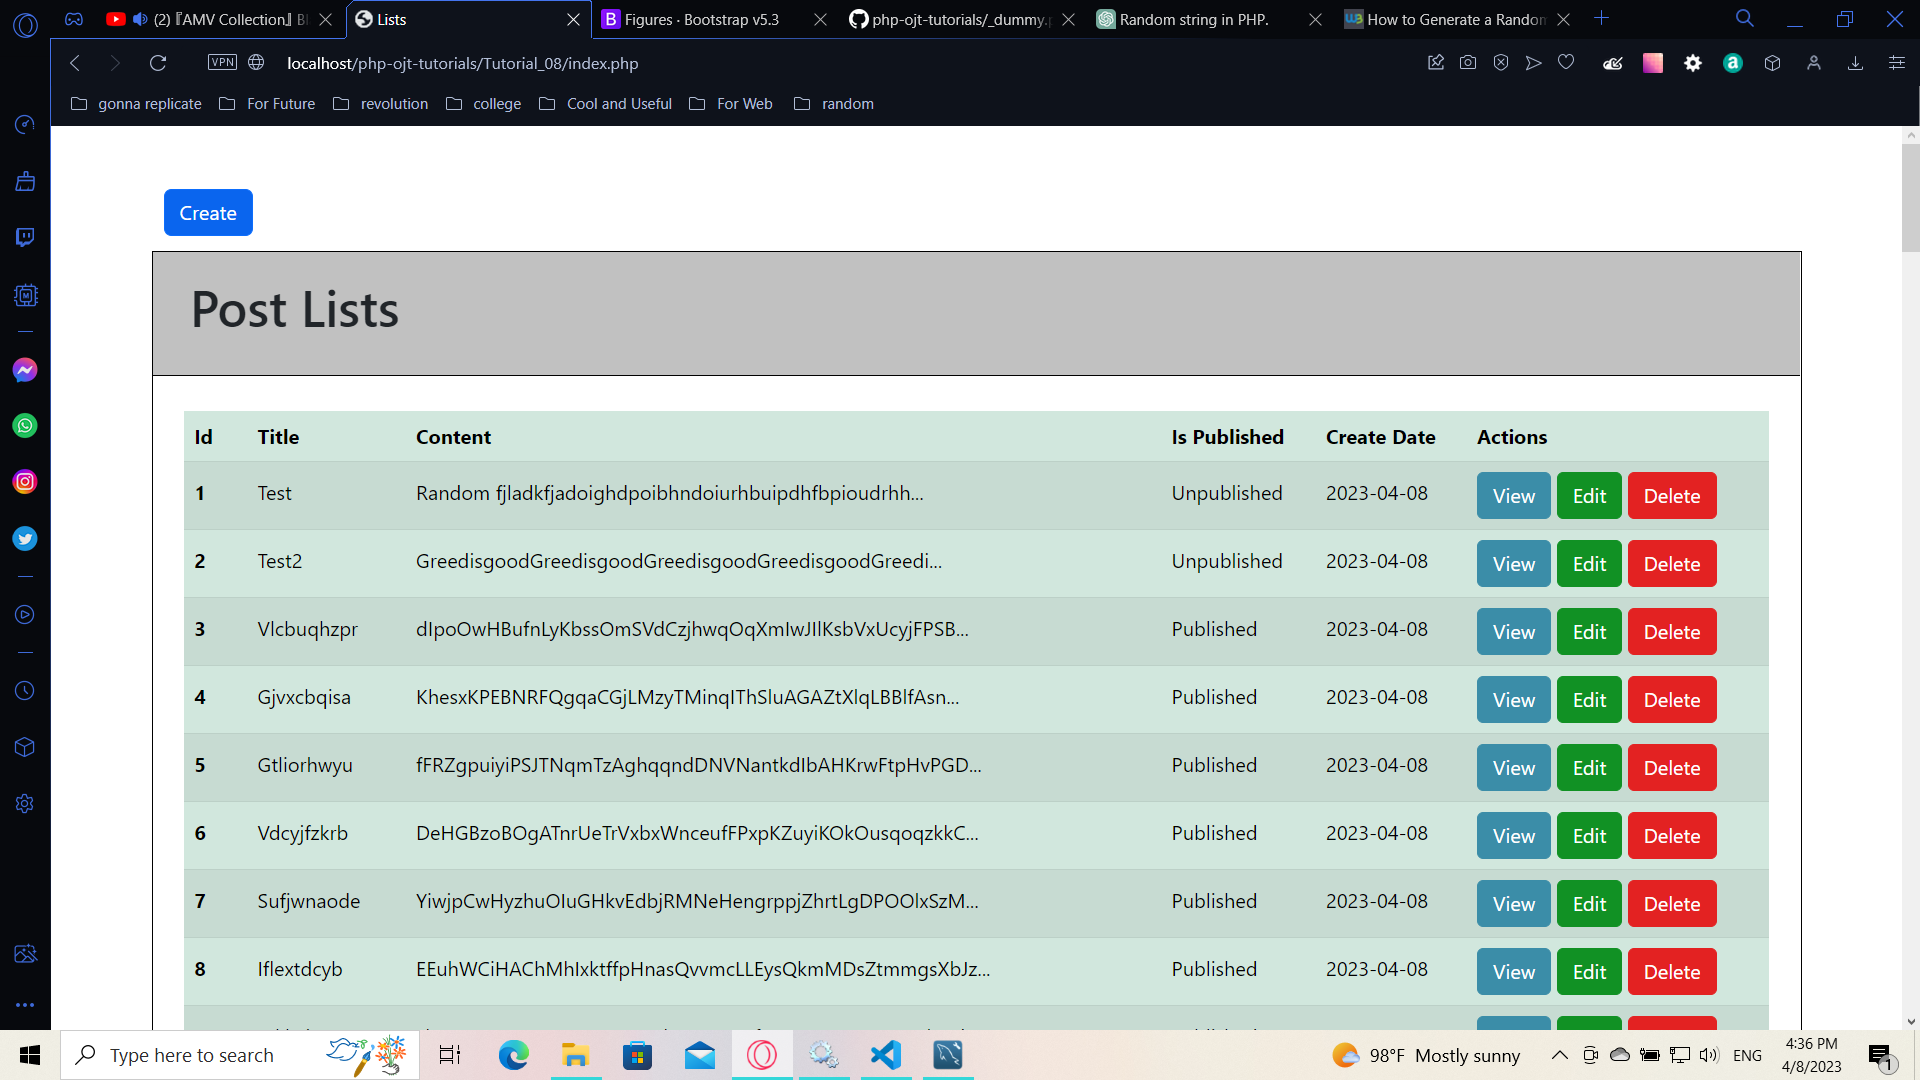 (2) 『AMV Collection』 Bl
Lists
Figures · Bootstrap v5.3
php-ojt-tutorials/_dummy.p
Random string in PHP.
How to Generate a Random
VPN
localhost/php-ojt-tutorials/Tutorial_08/index.php
gonna replicate
For Future
revolution
college
Cool and Useful
For Web
random
Create
Post Lists
Id Title Content Is Published Create Date Actions
1 Test Random fjladkfjadoighdpoibhndoiurhbuipdhfbpioudrhh... Unpublished 2023-04-08 View Edit Delete
2 Test2 GreedisgoodGreedisgoodGreedisgoodGreedisgoodGreedi... Unpublished 2023-04-08 View Edit Delete
3 Vlcbuqhzpr dIpoOwHBufnLyKbssOmSVdCzjhwqOqXmIwJIlKsbVxUcyjFPSB... Published 2023-04-08 View Edit Delete
4 Gjvxcbqisa KhesxKPEBNRFQgqaCGjLMzyTMinqIThSluAGAZtXlqLBBlfAsn... Published 2023-04-08 View Edit Delete
5 Gtliorhwyu fFRZgpuiyiPSJTNqmTzAghqqndDNVNantkdIbAHKrwFtpHvPGD... Published 2023-04-08 View Edit Delete
6 Vdcyjfzkrb DeHGBzoBOgATnrUeTrVxbxWnceufFPxpKZuyiKOkOusqoqzkkC... Published 2023-04-08 View Edit Delete
7 Sufjwnaode YiwjpCwHyzhuOIuGHkvEdbjRMNeHengrppjZhrtLgDPOOlxSzM... Published 2023-04-08 View Edit Delete
8 Iflextdcyb EEuhWCiHAChMhIxktffpHnasQvvmcLLEysQkmMDsZtmmgsXbJz... Published 2023-04-08 View Edit Delete
Type here to search
98°F Mostly sunny
ENG
4:36 PM
4/8/2023
1